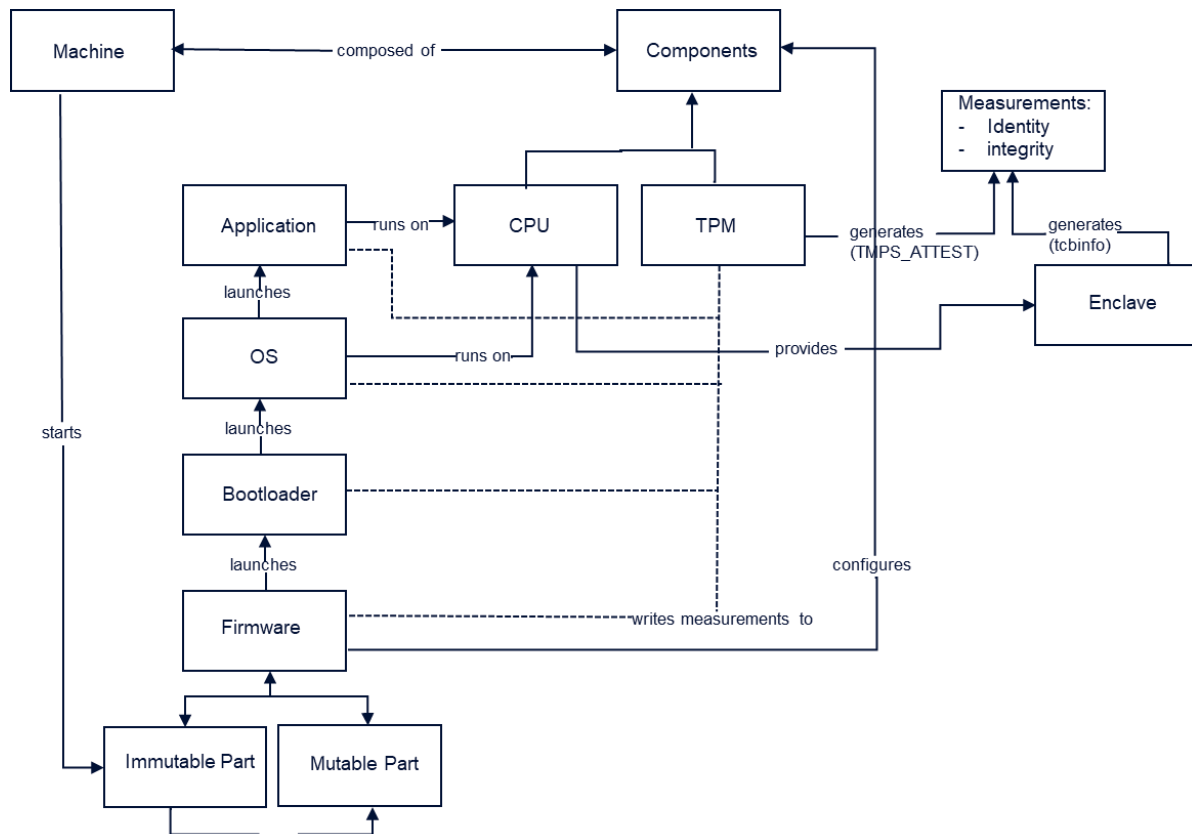 Machine
composed of
Components
Measurements:
- Identity
- integrity
Application
runs on
CPU
TPM
generates
(TMPS_ATTEST)
generates
(tcbinfo)
launches
Enclave
OS
runs on
provides
launches
starts
Bootloader
launches
configures
Firmware
writes measurements to
Immutable Part
Mutable Part